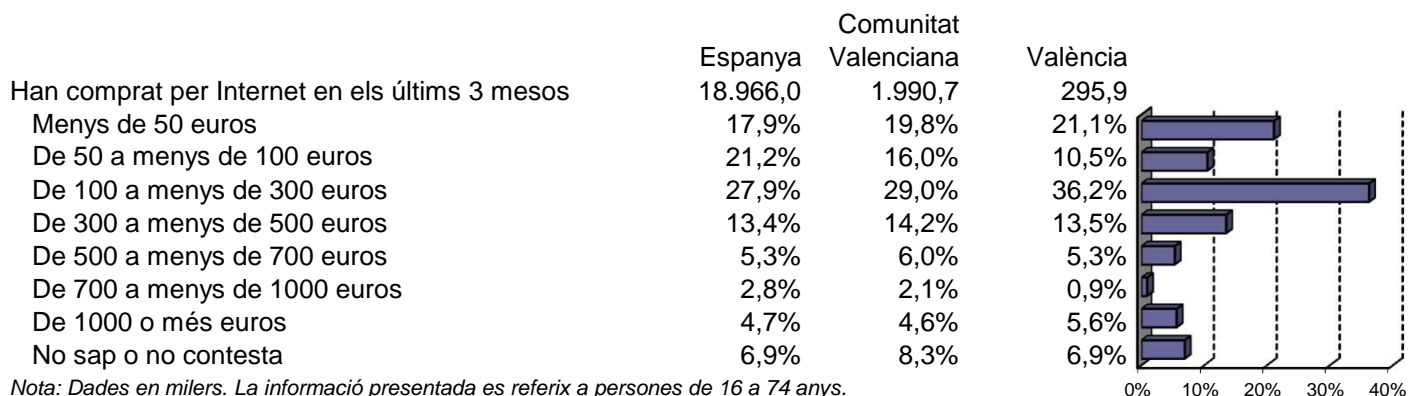 Comunitat
Espanya Valenciana València
Han comprat per Internet en els últims 3 mesos 18.966,0 1.990,7 295,9
Menys de 50 euros 17,9% 19,8% 21,1%
De 50 a menys de 100 euros 21,2% 16,0% 10,5%
De 100 a menys de 300 euros 27,9% 29,0% 36,2%
De 300 a menys de 500 euros 13,4% 14,2% 13,5%
De 500 a menys de 700 euros 5,3% 6,0% 5,3%
De 700 a menys de 1000 euros 2,8% 2,1% 0,9%
De 1000 o més euros 4,7% 4,6% 5,6%
No sap o no contesta 6,9% 8,3% 6,9%
Nota: Dades en milers. La informació presentada es referix a persones de 16 a 74 anys.
0% 10% 20% 30% 40%